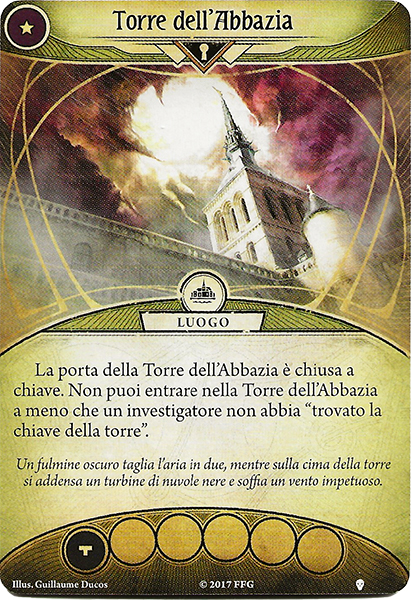 Torre dell'Abbazia
LUOGO
La porta della Torre dell'Abbazia è chiusa a
chiave. Non puoi entrare nella Torre dell'Abbazia
a meno che un investigatore non abbia “trovato la
chiave della torre”.
Un fulmine oscuro taglia l'aria in due, mentre sulla cima della torre
si addensa un turbine di nuvole nere e soffia un vento impetuoso.
Illus. Guillaume Ducos
© 2017 FFG